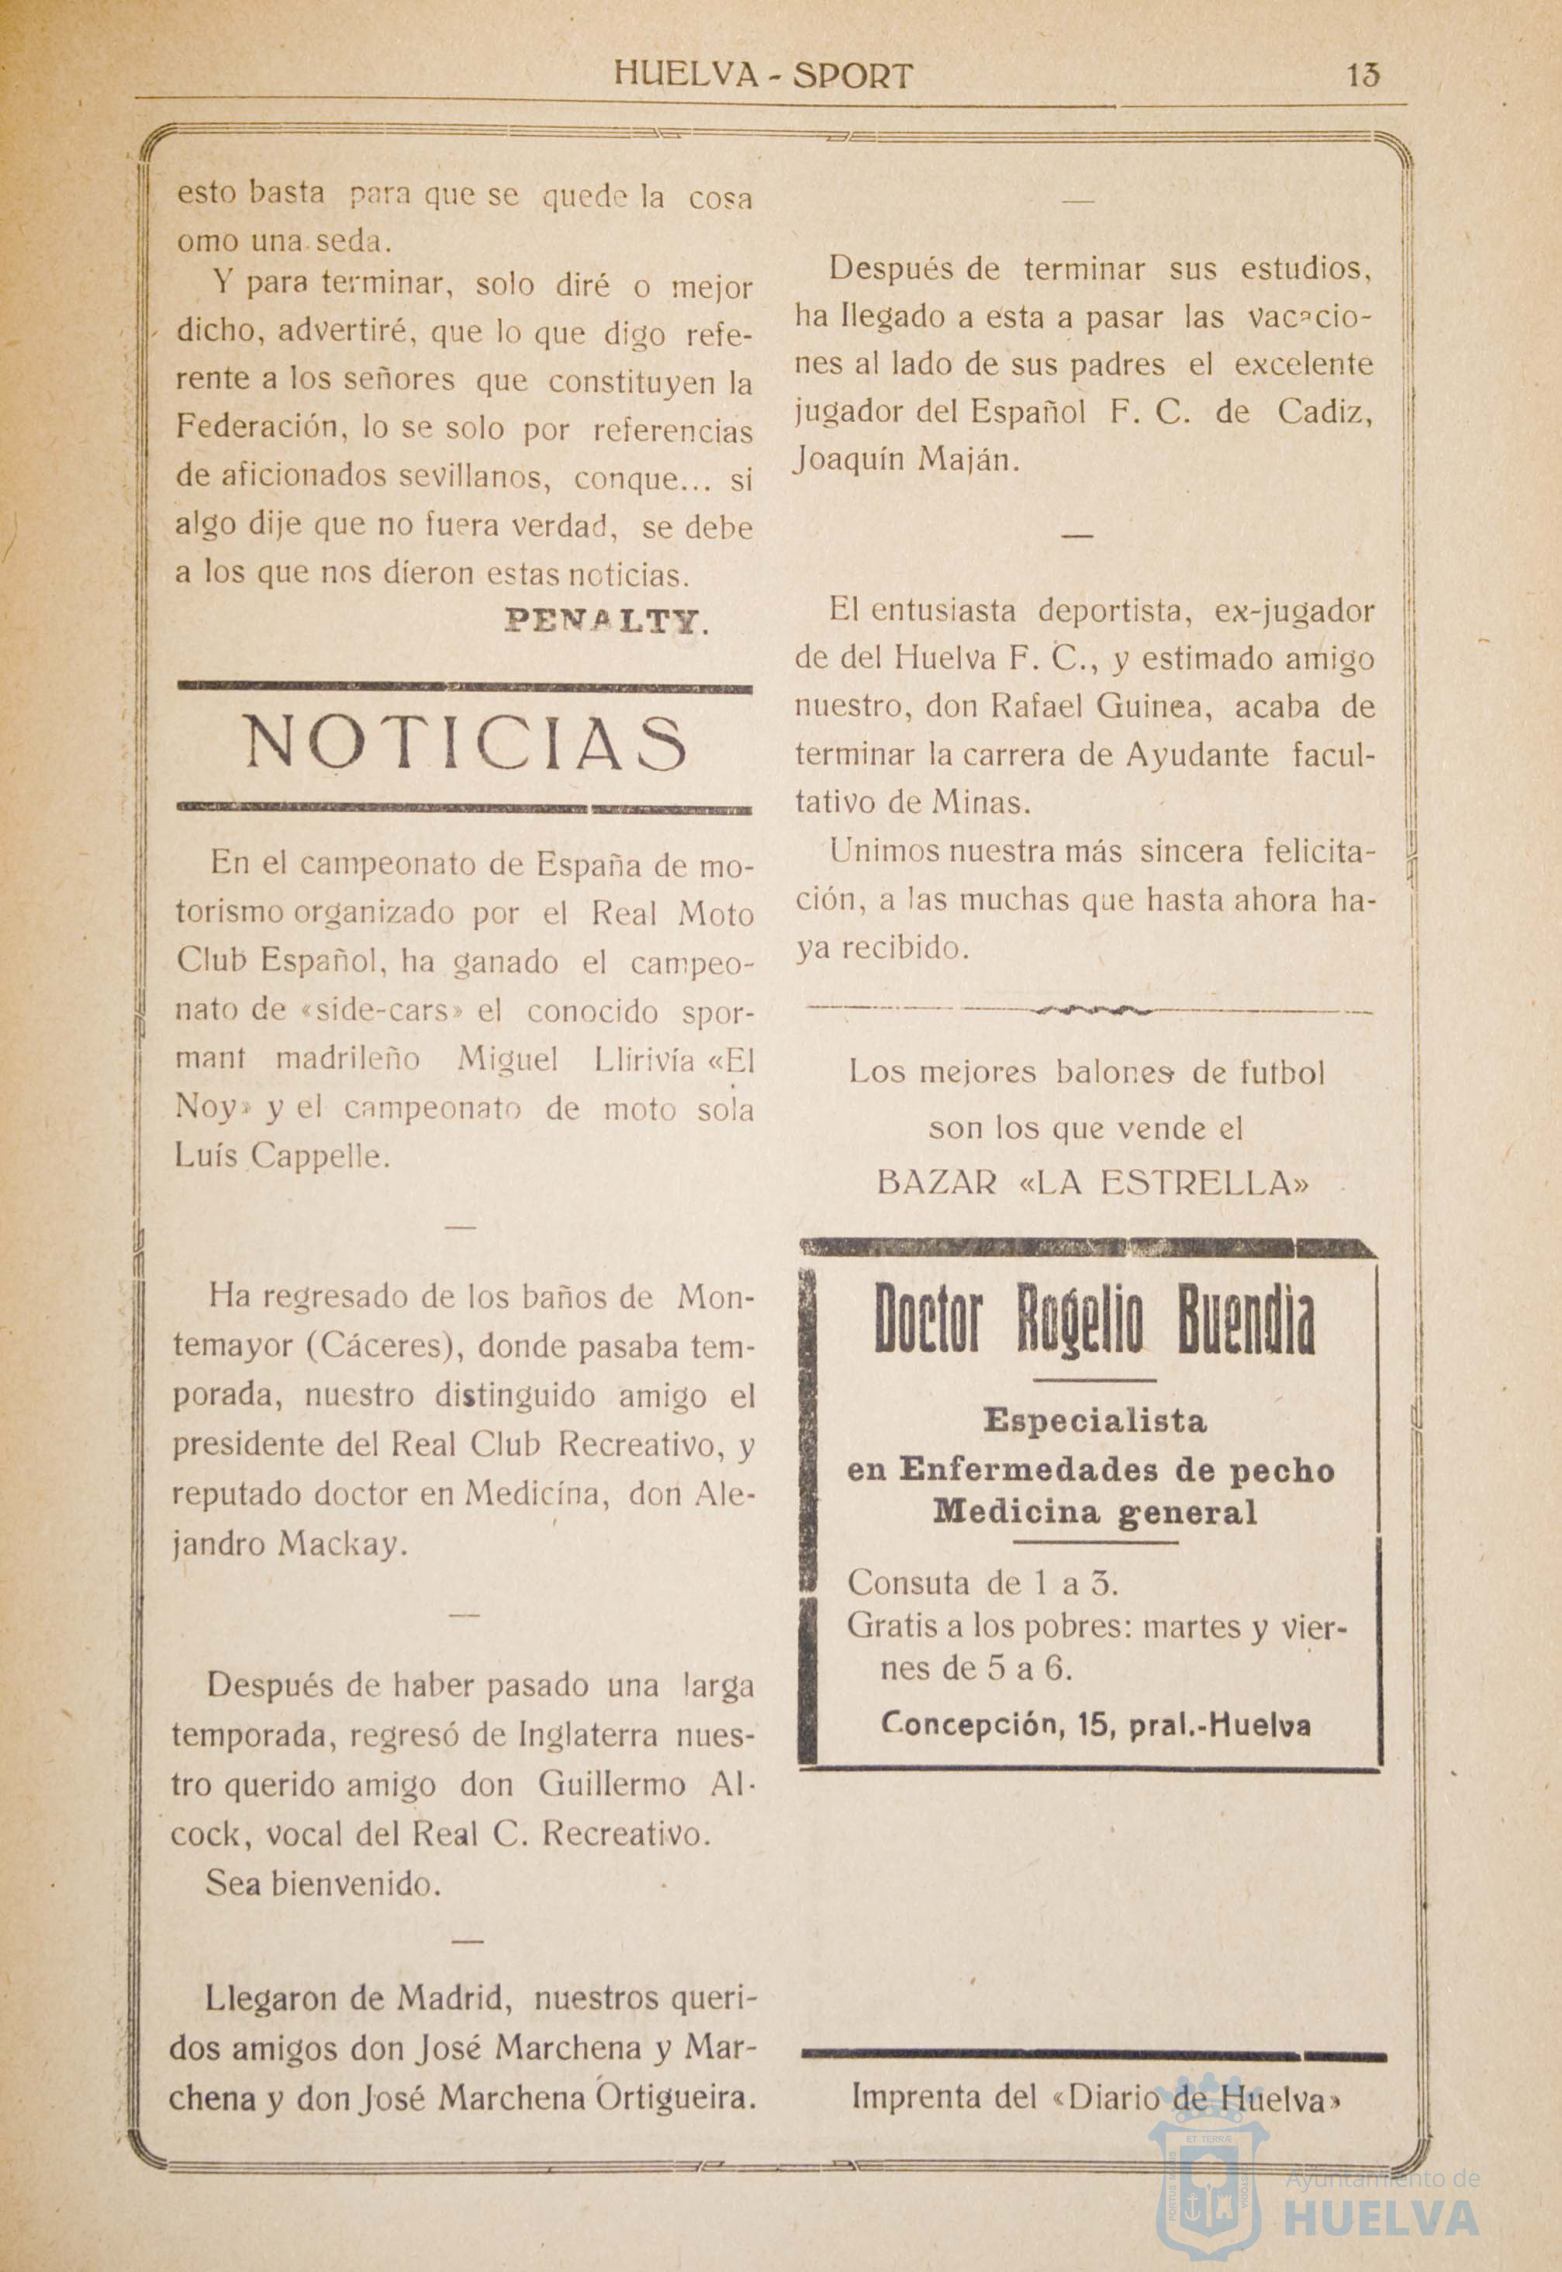 HUELVA - SPORT
13
esto basta para que se quede la cosa
omo una seda.
Y para terminar, solo diré o mejor
dicho, advertiré, que lo que digo refe-
rente a los señores que constituyen la
Federación, lo se solo por referencias
de aficionados sevillanos, conque... si
algo dije que no fuera verdad, se debe
a los que nos dieron estas noticias.
PENALTY.
NOTICIAS
En el campeonato de España de mo-
torismo organizado por el Real Moto
Club Español, ha ganado el campeo-
nato de «side-cars» el conocido spor-
mant madrileño Miguel Llirivía «El
Noy» y el campeonato de moto sola
Luís Cappelle.
—
Ha regresado de los baños de Mon-
temayor (Cáceres), donde pasaba tem-
porada, nuestro distinguido amigo el
presidente del Real Club Recreativo, y
reputado doctor en Medicína, don Ale-
jandro Mackay.
—
Después de haber pasado una larga
temporada, regresó de Inglaterra nues-
tro querido amigo don Guillermo Al-
cock, vocal del Real C. Recreativo.
Sea bienvenido.
—
Llegaron de Madrid, nuestros queri-
dos amigos don José Marchena y Mar-
chena y don José Marchena Ortigueira.
—
Después de terminar sus estudios,
ha llegado a esta a pasar las vacacio-
nes al lado de sus padres el excelente
jugador del Español F. C. de Cadiz,
Joaquín Maján.
—
El entusiasta deportista, ex-jugador
de del Huelva F. C., y estimado amigo
nuestro, don Rafael Guinea, acaba de
terminar la carrera de Ayudante facul-
tativo de Minas.
Unimos nuestra más sincera felicita-
ción, a las muchas que hasta ahora ha-
ya recibido.
Los mejores balones de futbol
son los que vende el
BAZAR «LA ESTRELLA»
Doctor Rogelio Buendia
Especialista
en Enfermedades de pecho
Medicina general
Consuta de 1 a 3.
Gratis a los pobres: martes y vier-
nes de 5 a 6.
Concepción, 15, pral.-Huelva
Imprenta del «Diario de Huelva»
ET TERRÆ
PORTUS MARIS
CUSTODIA
Ayuntamiento de
HUELVA